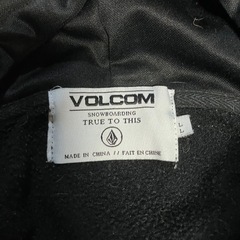 VOLCOM
SNOWBOARDING
TRUE TO THIS
MADE IN CHINA // FAIT EN CHINE
L
L